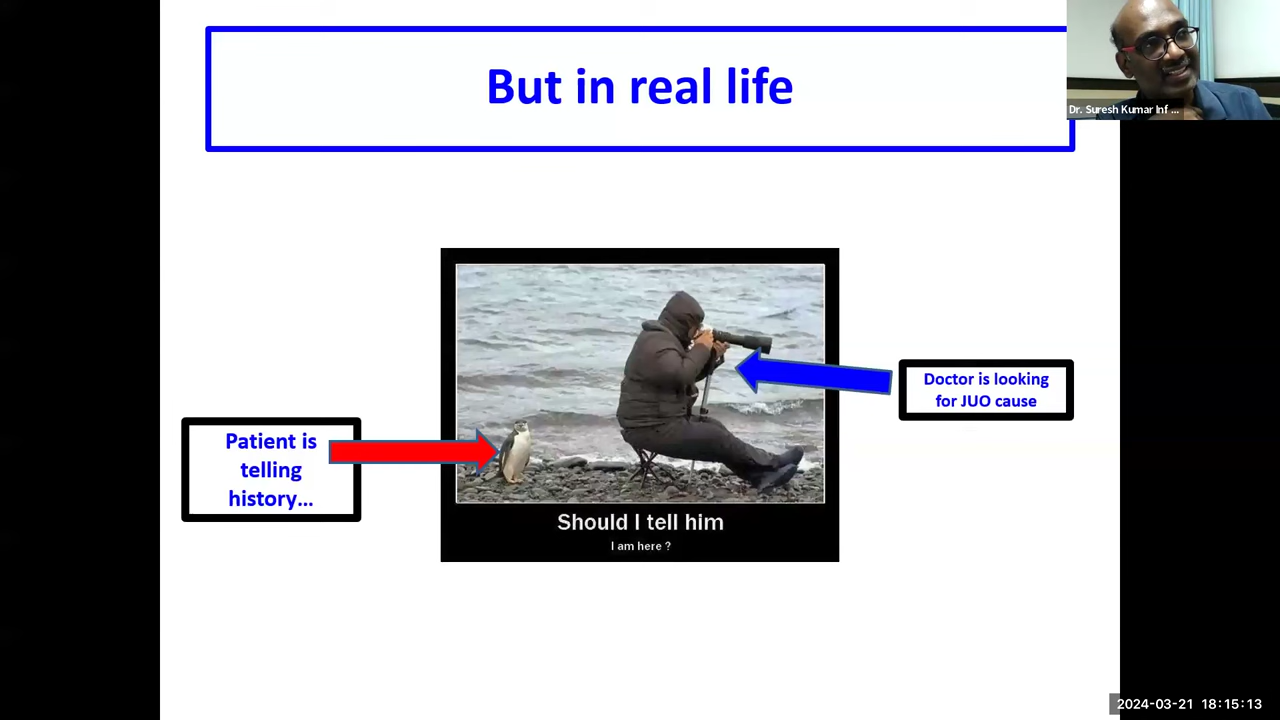 But in real life
Dr. Suresh Kumar Inf ...
Doctor is looking
for JUO cause
Patient is
telling
history...
Should I tell him
I am here ?
2024-03-21 18:15:13